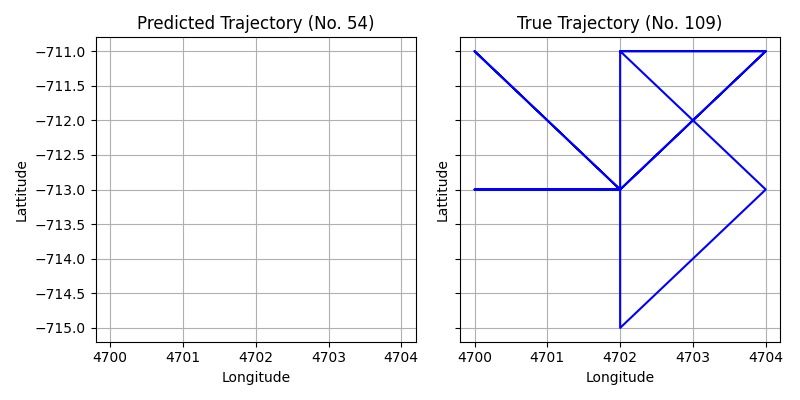 Predicted Trajectory (No. 54)
True Trajectory (No. 109)
Lattitude
−711.0
−711.5
−712.0
−712.5
−713.0
−713.5
−714.0
−714.5
−715.0
4700 4701 4702 4703 4704
Longitude
Lattitude
4700 4701 4702 4703 4704
Longitude